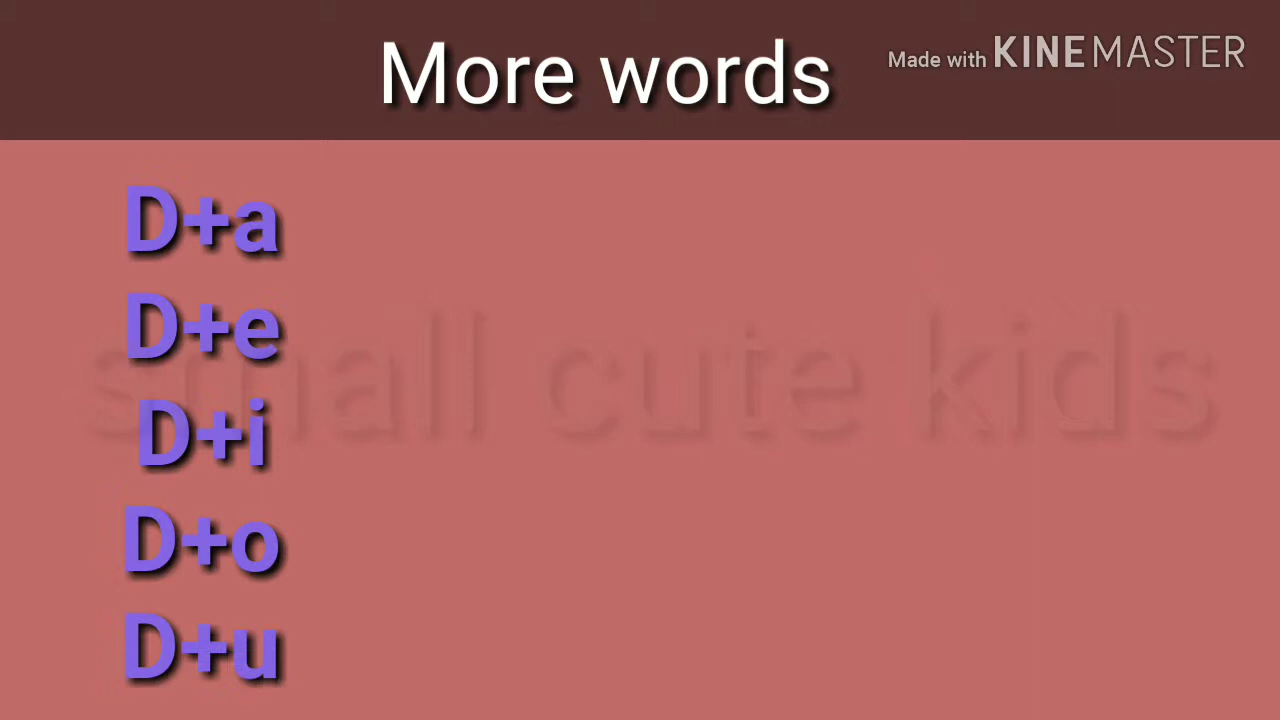 More words
Made with KINEMASTER
D+a
D+e
small cute kids
D+i
D+o
D+u